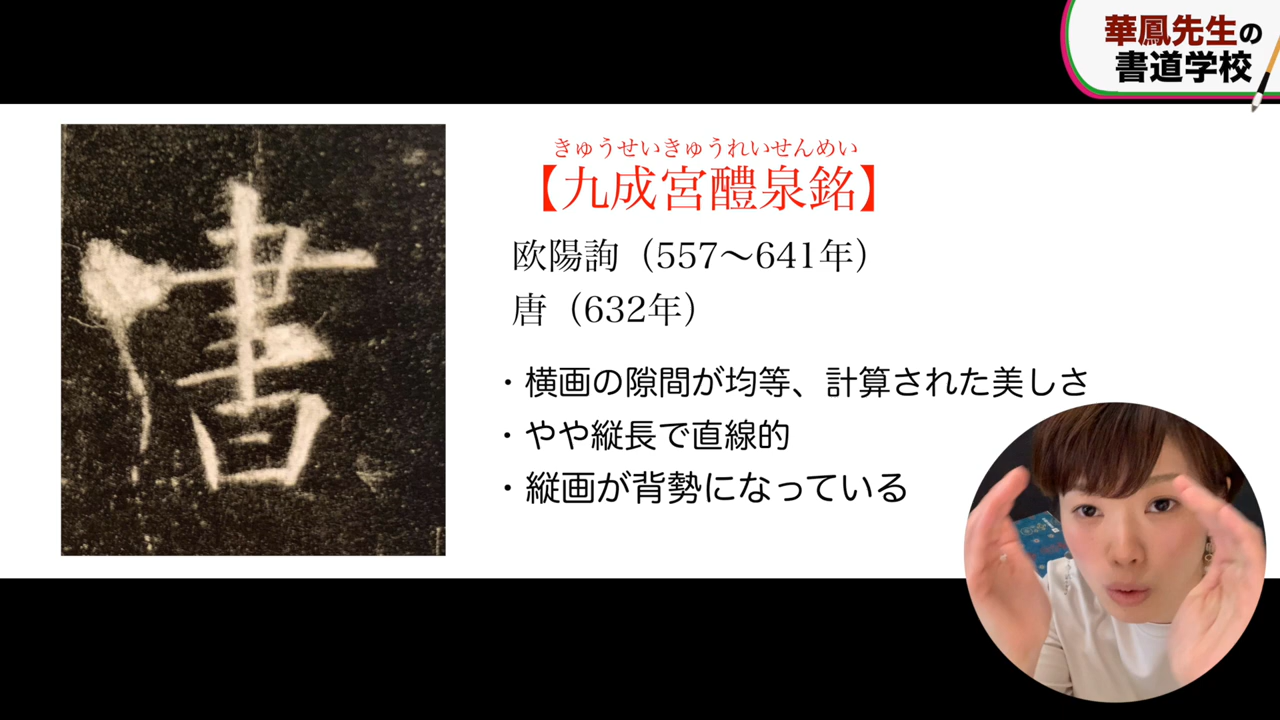 華鳳先生の
書道学校
書
きゅうせいきゅうれいせんめい
【九成宮醴泉銘】
欧陽詢（557〜641年）
唐（632年）
・横画の隙間が均等、計算された美しさ
・やや縦長で直線的
・縦画が背勢になっている